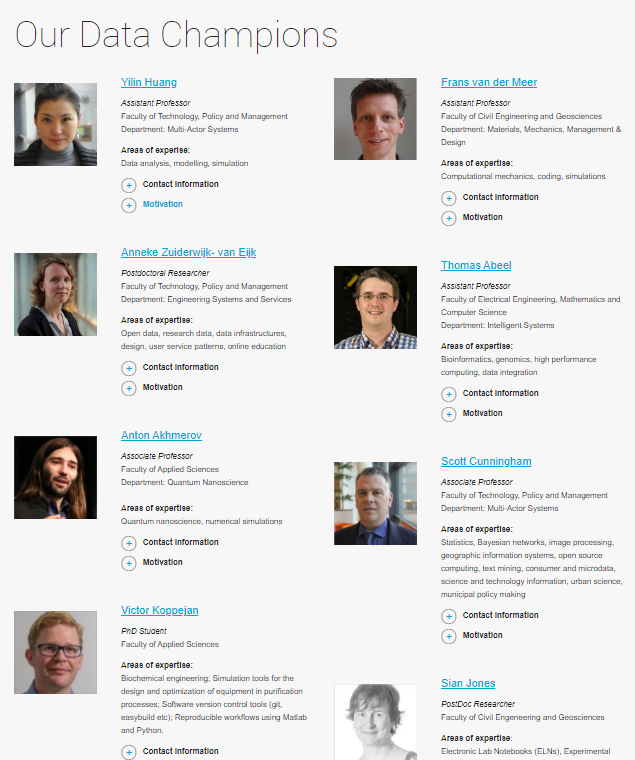 Our Data Champions
Yilin Huang
Assistant Professor
Faculty of Technology, Policy and Management
Department: Multi-Actor Systems
Areas of expertise:
Data analysis, modelling, simulation
Contact Information
Motivation
Anneke Zuiderwijk- van Eijk
Postdoctoral Researcher
Faculty of Technology, Policy and Management
Department: Engineering Systems and Services
Areas of expertise:
Open data, research data, data infrastructures,
design, user service patterns, online education
Contact Information
Motivation
Anton Akhmerov
Associate Professor
Faculty of Applied Sciences
Department: Quantum Nanoscience
Areas of expertise:
Quantum nanoscience, numerical simulations
Contact Information
Motivation
Victor Koppejan
PhD Student
Faculty of Applied Sciences
Areas of expertise:
Biochemical engineering; Simulation tools for the
design and optimization of equipment in purification
processes; Software version control tools (git,
easybuild etc); Reproducible workflows using Matlab
and Python.
Contact Information
Frans van der Meer
Assistant Professor
Faculty of Civil Engineering and Geosciences
Department: Materials, Mechanics, Management &
Design
Areas of expertise:
Computational mechanics, coding, simulations
Contact Information
Motivation
Thomas Abeel
Assistant Professor
Faculty of Electrical Engineering, Mathematics and
Computer Science
Department: Intelligent Systems
Areas of expertise:
Bioinformatics, genomics, high performance
computing, data integration
Contact Information
Motivation
Scott Cunningham
Associate Professor
Faculty of Technology, Policy and Management
Department: Multi-Actor Systems
Areas of expertise:
Statistics, Bayesian networks, image processing,
geographic information systems, open source
computing, text mining, consumer and microdata,
science and technology information, urban science,
municipal policy making
Contact Information
Motivation
Sian Jones
PostDoc Researcher
Faculty of Civil Engeneering and Geosciences
Areas of expertise:
Electronic Lab Notebooks (ELNs), Experimental